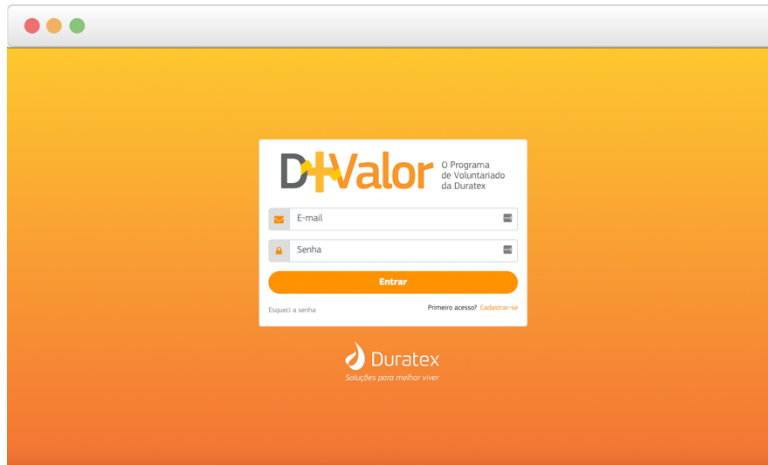 D+Valor
O Programa
de Voluntariado
da Duratex
E-mail
Senha
Entrar
Esqueci a senha
Primeiro acesso? Cadastrar-se
Duratex
Soluções para melhor viver